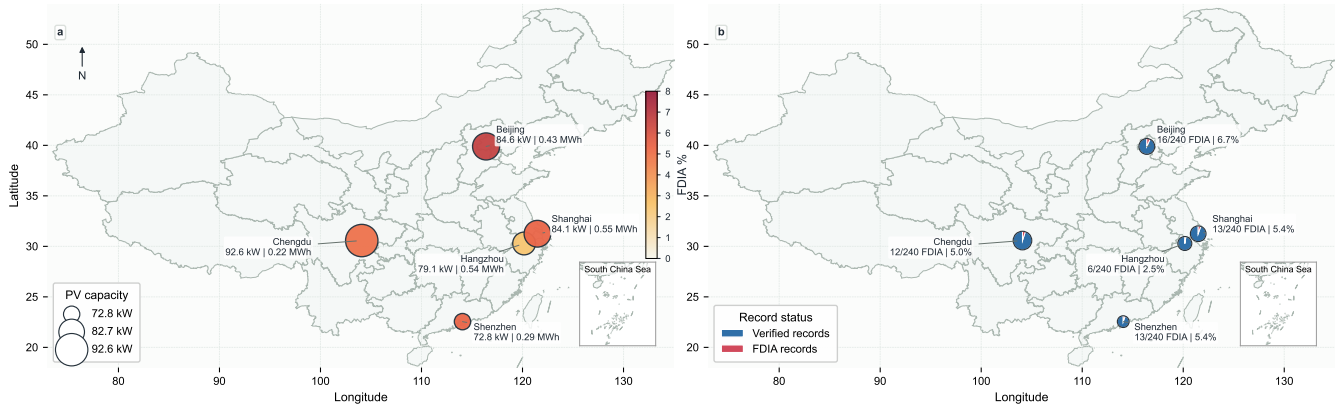 a
N
50
45
40
35
30
25
20
Latitude
80
90
100
110
120
130
Longitude
Beijing
84.6 kW | 0.43 MWh
Shanghai
84.1 kW | 0.55 MWh
Chengdu
92.6 kW | 0.22 MWh
Hangzhou
79.1 kW | 0.54 MWh
Shenzhen
72.8 kW | 0.29 MWh
PV capacity
72.8 kW
82.7 kW
92.6 kW
South China Sea
8
7
6
5
4
3
2
1
0
FDIA %
b
50
45
40
35
30
25
20
80
90
100
110
120
130
Longitude
Beijing
16/240 FDIA | 6.7%
Shanghai
13/240 FDIA | 5.4%
Chengdu
12/240 FDIA | 5.0%
Hangzhou
6/240 FDIA | 2.5%
Shenzhen
13/240 FDIA | 5.4%
Record status
Verified records
FDIA records
South China Sea